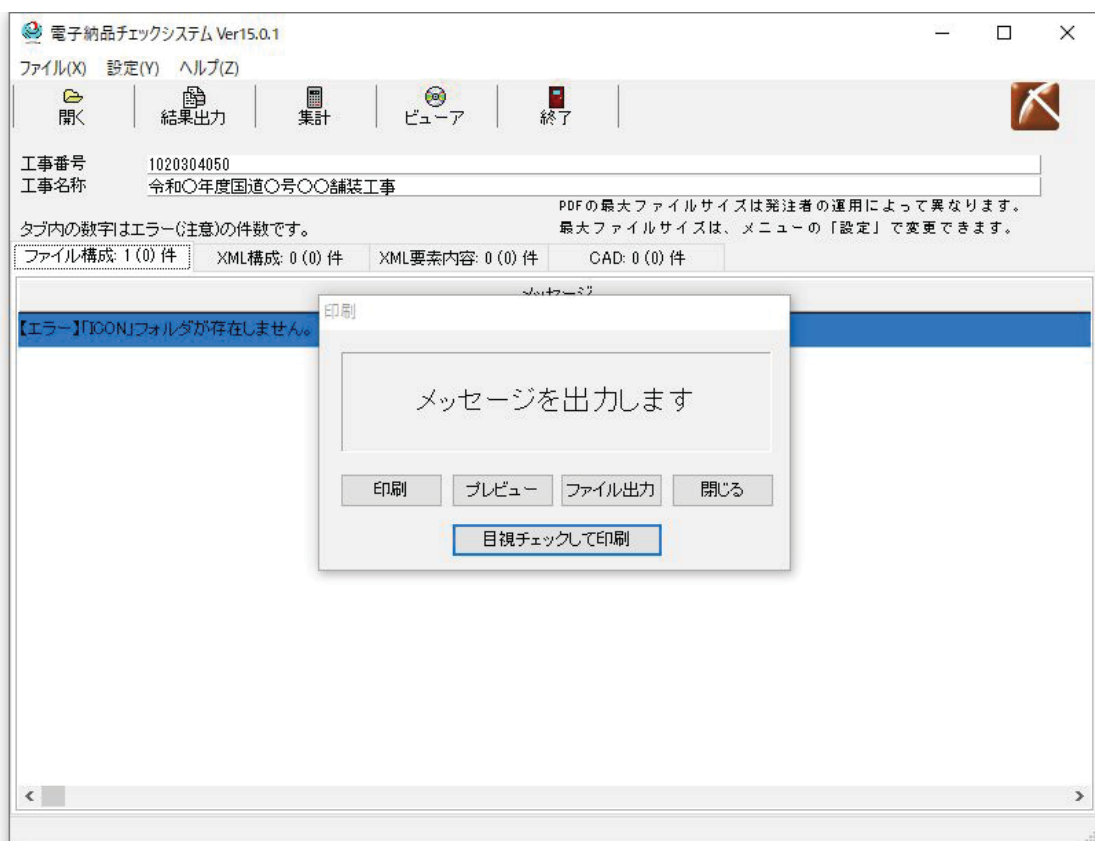 電子納品チェックシステム Ver15.0.1
ファイル(X) 設定(Y) ヘルプ(Z)
開く 結果出力 集計 ビューア 終了
工事番号 1020304050
工事名称 令和〇年度国道〇号〇〇舗装工事
PDFの最大ファイルサイズは発注者の運用によって異なります。
タブ内の数字はエラー(注意)の件数です。 最大ファイルサイズは、メニューの「設定」で変更できます。
ファイル構成: 1 (0) 件 XML構成: 0 (0) 件 XML要素内容: 0 (0) 件 CAD: 0 (0) 件
メッセージ
印刷
【エラー】「ICON」フォルダが存在しません。
メッセージを出力します
印刷 プレビュー ファイル出力 閉じる
目視チェックして印刷